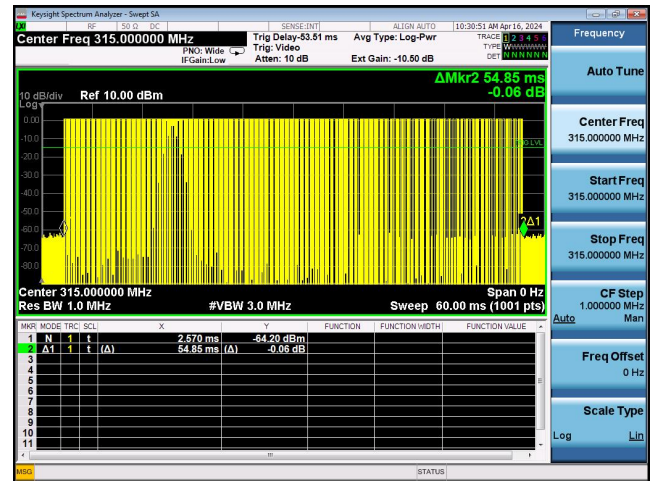 Keysight Spectrum Analyzer - Swept SA
RF 50 Ω DC SENSE:INT ALIGN AUTO 10:30:51 AM Apr 16, 2024
Center Freq 315.000000 MHz Trig Delay-53.51 ms Avg Type: Log-Pwr TRACE 1 2 3 4 5 6
PNO: Wide Trig: Video TYPE
IFGain:Low Atten: 10 dB Ext Gain: -10.50 dB DET N N N N N N
ΔMkr2 54.85 ms
-0.06 dB
10 dB/div Ref 10.00 dBm
Log
0.00
-10.0
-20.0
-30.0
-40.0
-50.0
-60.0
-70.0
-80.0
2Δ1
Center 315.000000 MHz Span 0 Hz
Res BW 1.0 MHz #VBW 3.0 MHz Sweep 60.00 ms (1001 pts)
MKR MODE TRC SCL X Y FUNCTION FUNCTION WIDTH FUNCTION VALUE
1 N 1 t 2.570 ms -64.20 dBm
2 Δ1 1 t (Δ) 54.85 ms (Δ) -0.06 dB
3
4
5
6
7
8
9
10
11
MSG STATUS
Frequency
Auto Tune
Center Freq
315.000000 MHz
Start Freq
315.000000 MHz
Stop Freq
315.000000 MHz
CF Step
1.000000 MHz
Auto Man
Freq Offset
0 Hz
Scale Type
Log Lin